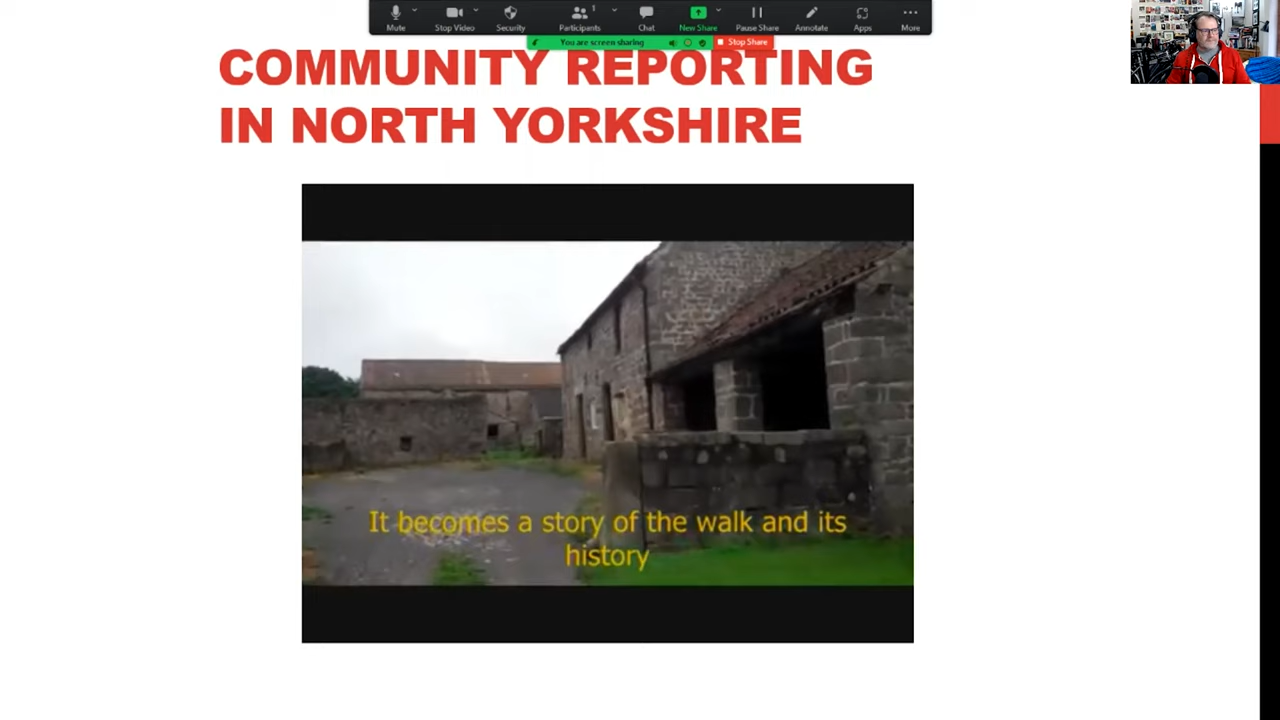 Mute
Stop Video
Security
1
Participants
Chat
New Share
Pause Share
Annotate
Apps
More
You are screen sharing
Stop Share
COMMUNITY REPORTING
IN NORTH YORKSHIRE
It becomes a story of the walk and its
history